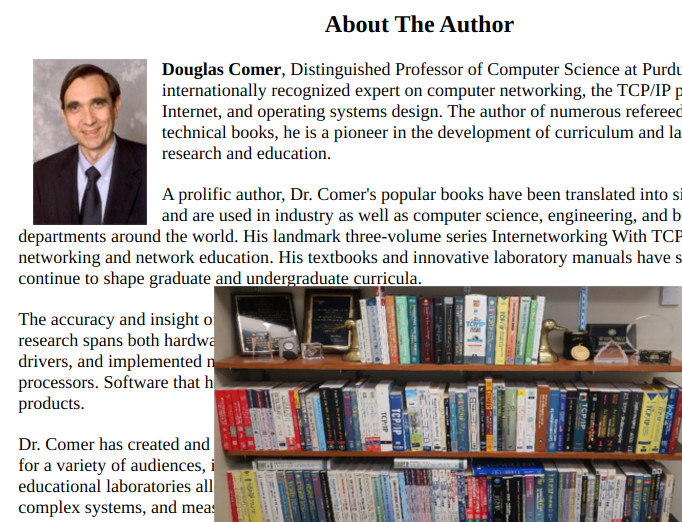 About The Author
Douglas Comer, Distinguished Professor of Computer Science at Purdu
internationally recognized expert on computer networking, the TCP/IP p
Internet, and operating systems design. The author of numerous refereed
technical books, he is a pioneer in the development of curriculum and la
research and education.
A prolific author, Dr. Comer's popular books have been translated into si
and are used in industry as well as computer science, engineering, and b
departments around the world. His landmark three-volume series Internetworking With TCP
networking and network education. His textbooks and innovative laboratory manuals have s
continue to shape graduate and undergraduate curricula.
The accuracy and insight o
research spans both hardwa
drivers, and implemented n
processors. Software that h
products.
Dr. Comer has created and
for a variety of audiences, i
educational laboratories all
complex systems, and meas
TCP/IP
TCP/IP
TCP/IP